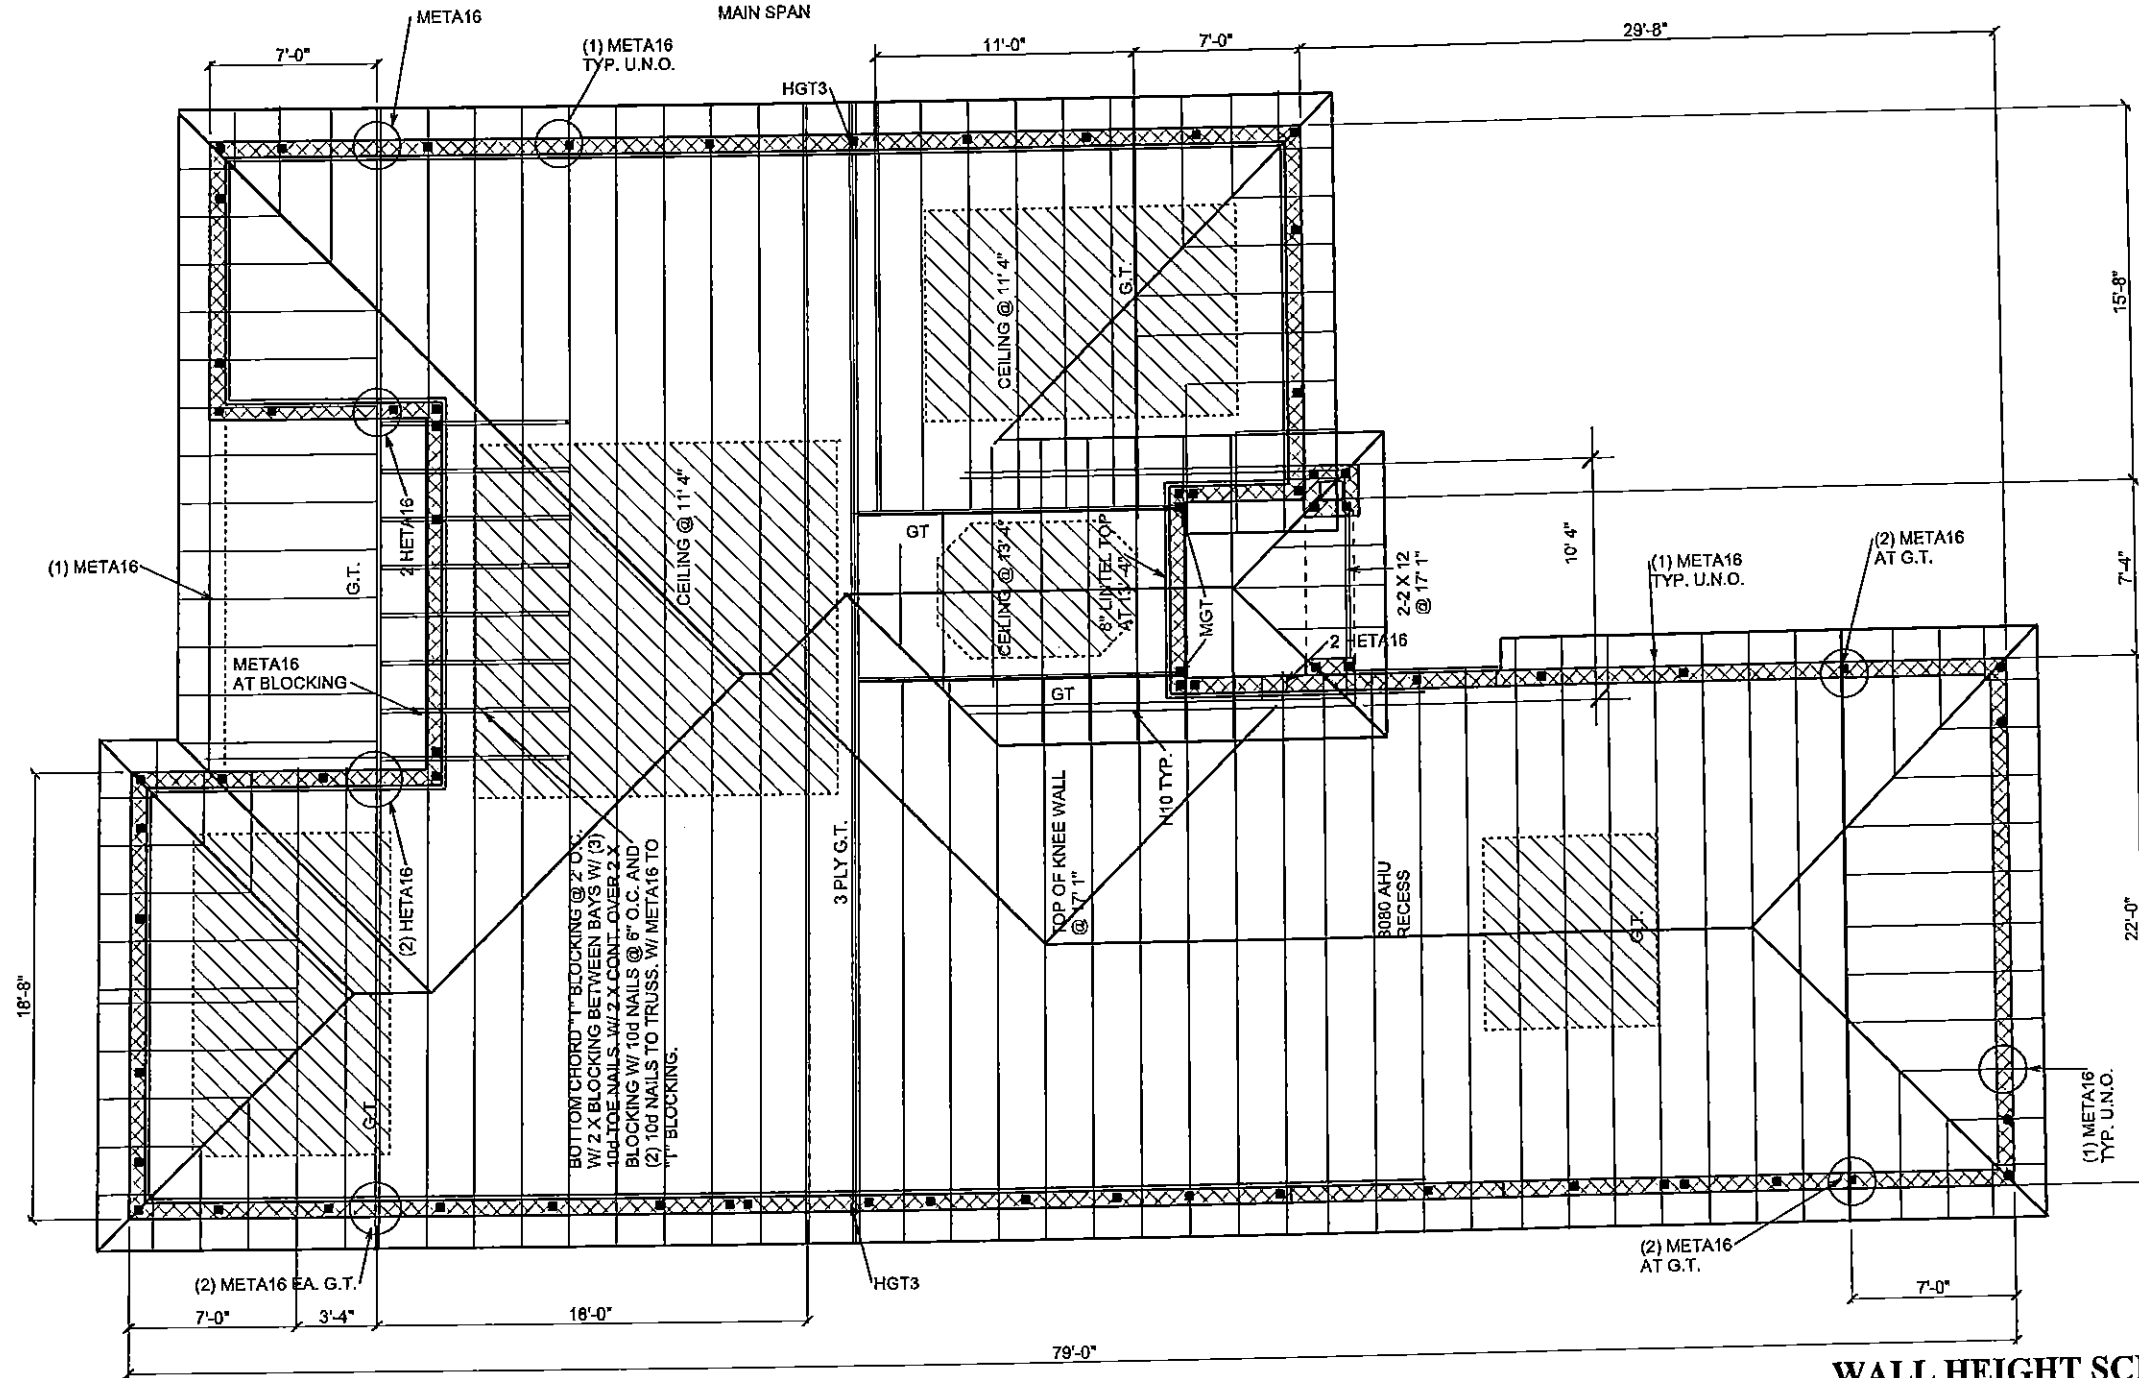 META16
MAIN SPAN
7'-0"
(1) META16
TYP. U.N.O.
11'-0"
7'-0"
29'-8"
HGT3
CEILING @ 11' 4"
G.T.
15'-8"
2 HETA16
G.T.
CEILING @ 11' 4"
(1) META16
META16
AT BLOCKING
GT
CEILING @ 13' 4"
8" LINTEL TOP
AT 13'-4"
MGT
2 HETA16
2-2 X 12
@ 17' 1"
10' 4"
(1) META16
TYP. U.N.O.
(2) META16
AT G.T.
7'-4"
GT
H10 TYP.
TOP OF KNEE WALL
@ 17' 1"
3 PLY G.T.
(2) HETA16
BOTTOM CHORD "T" BLOCKING @ 2' O.C.
W/ 2 X BLOCKING BETWEEN BAYS W/ (3)
10d TOE NAILS. W/ 2 X CONT. OVER 2 X
BLOCKING W/ 10d NAILS @ 6" O.C. AND
(2) 10d NAILS TO TRUSS. W/ META16 TO
"T" BLOCKING.
AHU
RECESS
G.T.
22'-0"
18'-8"
G.T.
(1) META16
TYP. U.N.O.
(2) META16 EA. G.T.
HGT3
(2) META16
AT G.T.
7'-0"
3'-4"
18'-0"
7'-0"
79'-0"
WALL HEIGHT